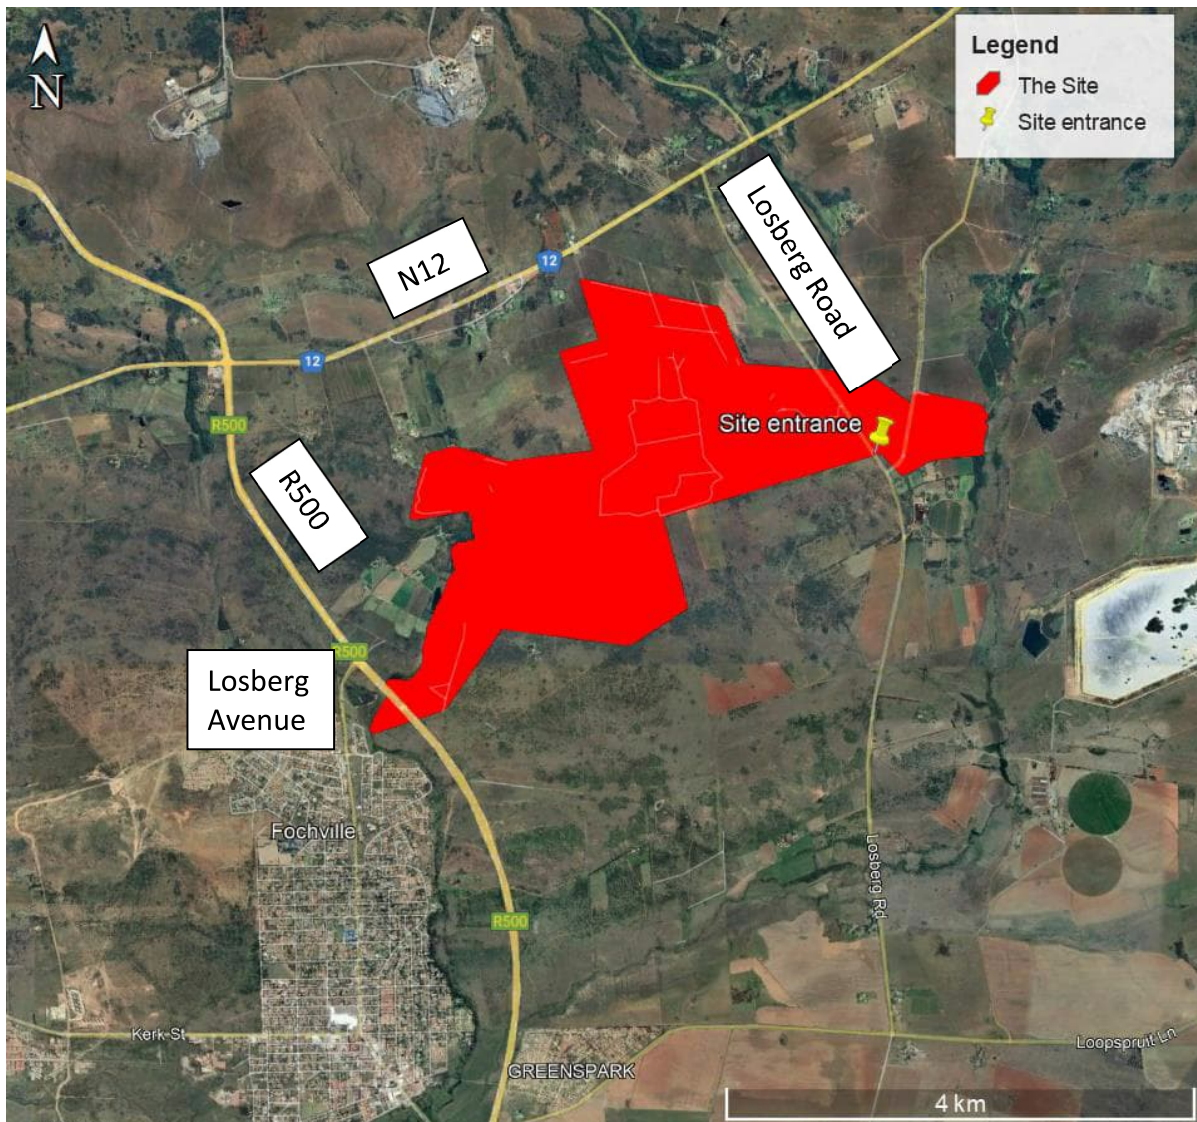 N
Legend
The Site
Site entrance
Losberg Road
N12
12
12
R500
Site entrance
R500
R500
Losberg
Avenue
Fochville
Losberg Rd
R500
Kerk St
Loopspruit Ln
GREENSPARK
4 km